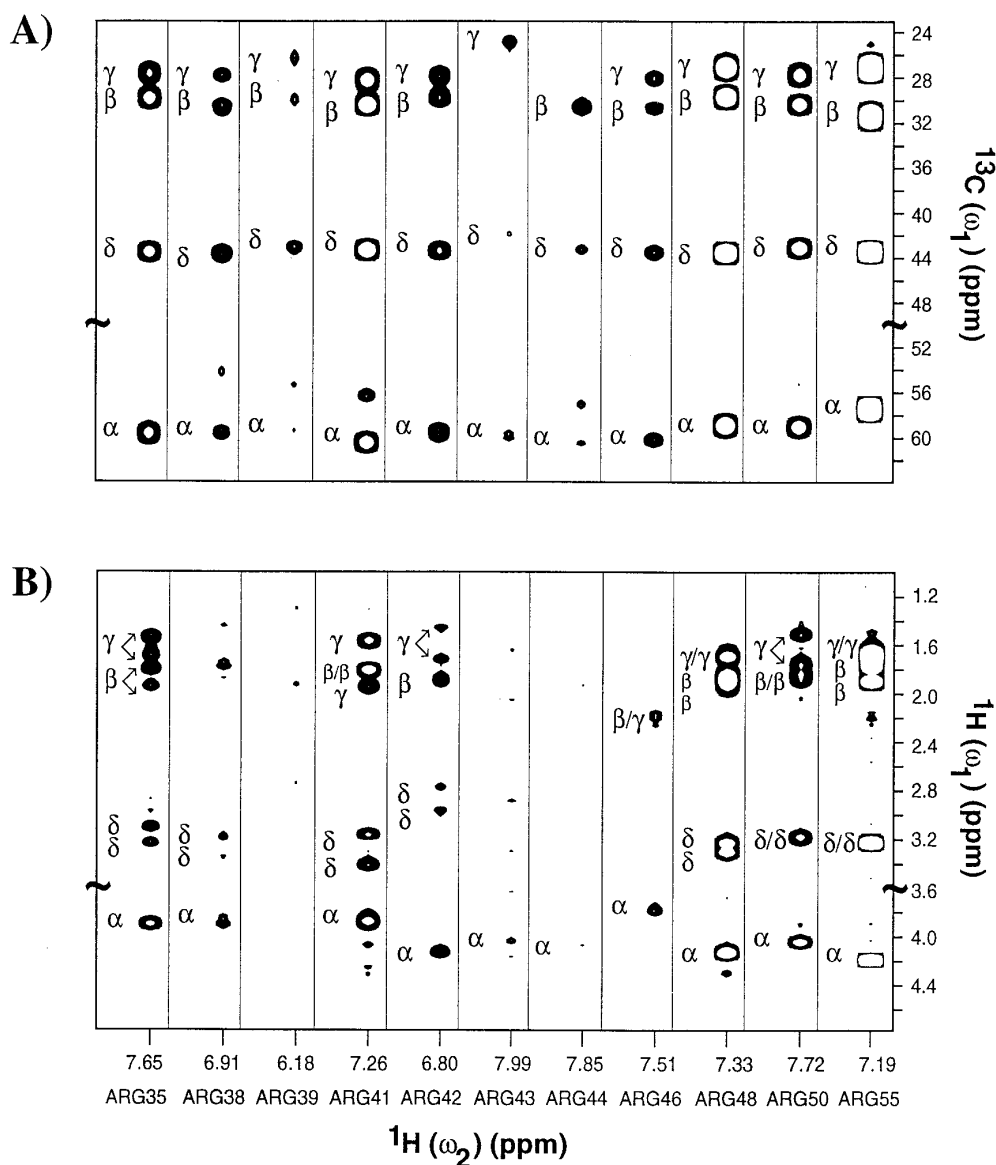 A)
24
28
32
36
40
44
48
52
56
60
¹³C (ω₁) (ppm)
γ γ γ γ γ γ γ γ γ γ
β β β β β β β β β β
δ δ δ δ δ δ δ δ δ δ δ
α α α α α α α α α α α
~ ~
B)
1.2
1.6
2.0
2.4
2.8
3.2
3.6
4.0
4.4
¹H (ω₁) (ppm)
γ γ γ γ/γ γ γ/γ
β β/β β β β/β β
γ β β
β/γ
δ δ δ δ δ δ/δ δ/δ
δ δ δ δ δ
α α α α α α α α α α
~ ~
7.65 6.91 6.18 7.26 6.80 7.99 7.85 7.51 7.33 7.72 7.19
ARG35 ARG38 ARG39 ARG41 ARG42 ARG43 ARG44 ARG46 ARG48 ARG50 ARG55
¹H (ω₂) (ppm)